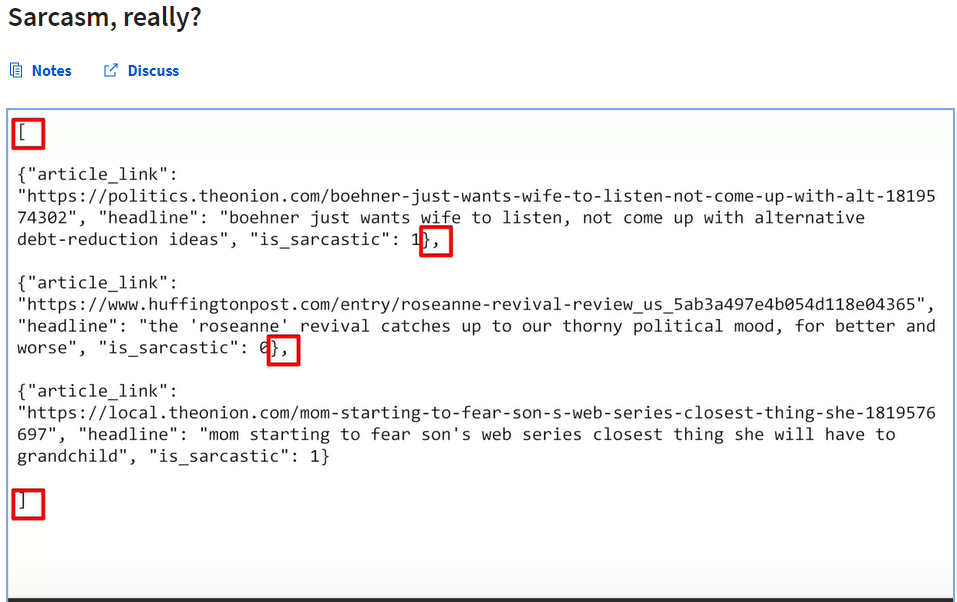 Sarcasm, really?
Notes
Discuss
[
{"article_link":
"https://politics.theonion.com/boehner-just-wants-wife-to-listen-not-come-up-with-alt-18195
74302", "headline": "boehner just wants wife to listen, not come up with alternative
debt-reduction ideas", "is_sarcastic": 1},
{"article_link":
"https://www.huffingtonpost.com/entry/roseanne-revival-review_us_5ab3a497e4b054d118e04365",
"headline": "the 'roseanne' revival catches up to our thorny political mood, for better and
worse", "is_sarcastic": 0},
{"article_link":
"https://local.theonion.com/mom-starting-to-fear-son-s-web-series-closest-thing-she-1819576
697", "headline": "mom starting to fear son's web series closest thing she will have to
grandchild", "is_sarcastic": 1}
]